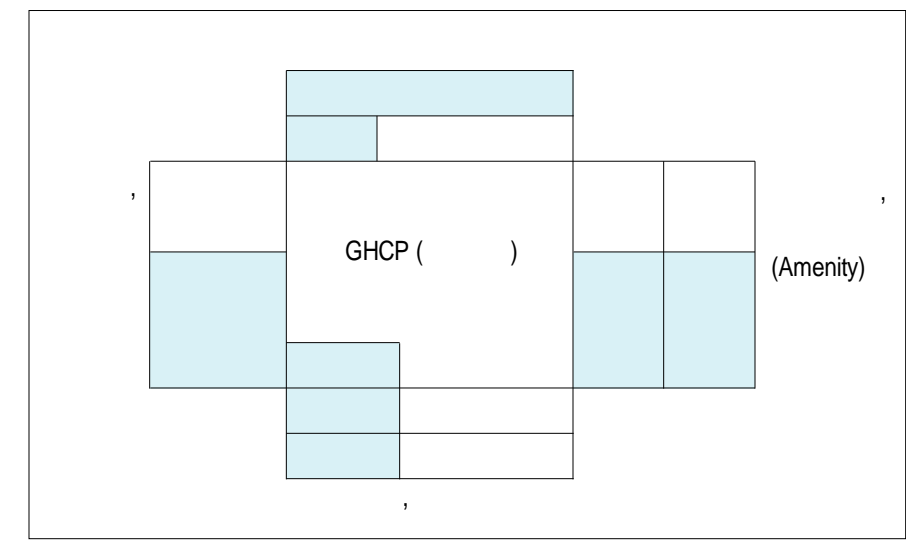 ,
,
GHCP ( )
(Amenity)
,